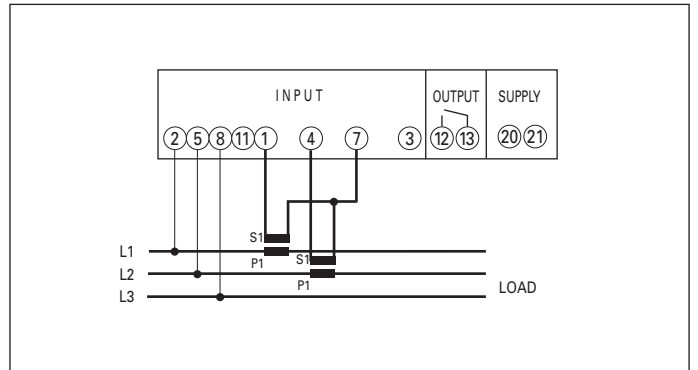 INPUT OUTPUT SUPPLY
2 5 8 11 1 4 7 3 12 13 20 21
S1
L1
P1 S1
L2
P1 LOAD
L3